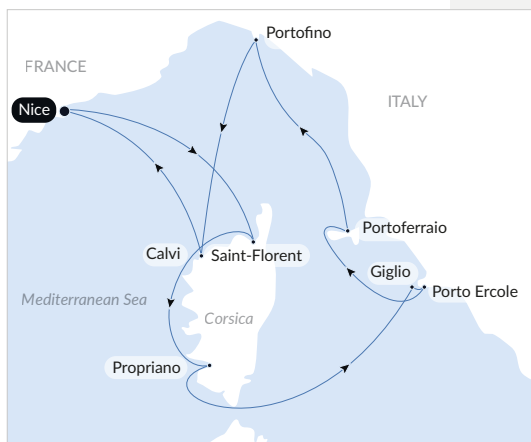 Portofino
FRANCE
ITALY
Nice
Portoferraio
Calvi
Saint-Florent
Giglio
Porto Ercole
Mediterranean Sea
Corsica
Propriano